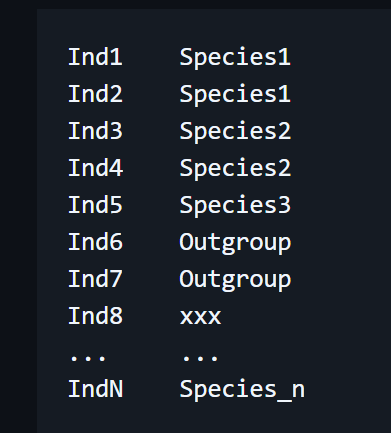 Ind1    Species1
Ind2    Species1
Ind3    Species2
Ind4    Species2
Ind5    Species3
Ind6    Outgroup
Ind7    Outgroup
Ind8    xxx
...     ...
IndN    Species_n